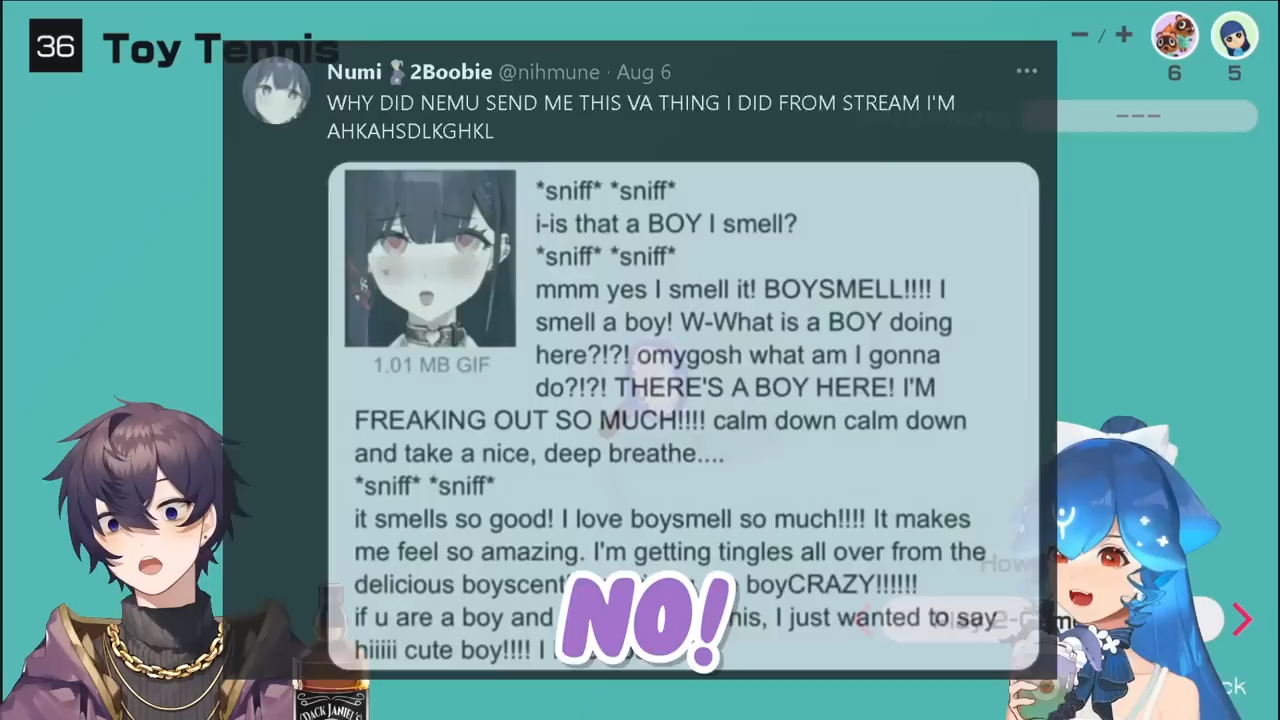 36 Toy Tennis
- / +
6 5
Numi 2Boobie @nihmune · Aug 6
WHY DID NEMU SEND ME THIS VA THING I DID FROM STREAM I'M
AHKAHSDLKGHKL
---
*sniff* *sniff*
i-is that a BOY I smell?
*sniff* *sniff*
mmm yes I smell it! BOYSMELL!!!! I
smell a boy! W-What is a BOY doing
here?!?! omygosh what am I gonna
do?!?! THERE'S A BOY HERE! I'M
1.01 MB GIF
FREAKING OUT SO MUCH!!!! calm down calm down
and take a nice, deep breathe....
*sniff* *sniff*
it smells so good! I love boysmell so much!!!! It makes
me feel so amazing. I'm getting tingles all over from the
delicious boyscent boyCRAZY!!!!!!
if u are a boy and this, I just wanted to say
hiiiii cute boy!!!! I
NO!
How
DACK JANIEL'S